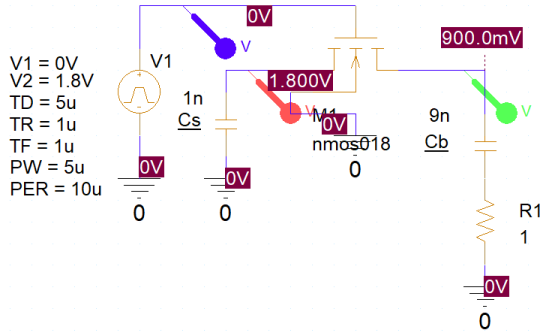 0V
V
900.0mV
V1 = 0V
V2 = 1.8V
TD = 5u
TR = 1u
TF = 1u
PW = 5u
PER = 10u
V1
1n
Cs
1.800V
V
M1
0V
nmos018
9n
Cb
V
0V
0V
0
0
0
R1
1
0V
0